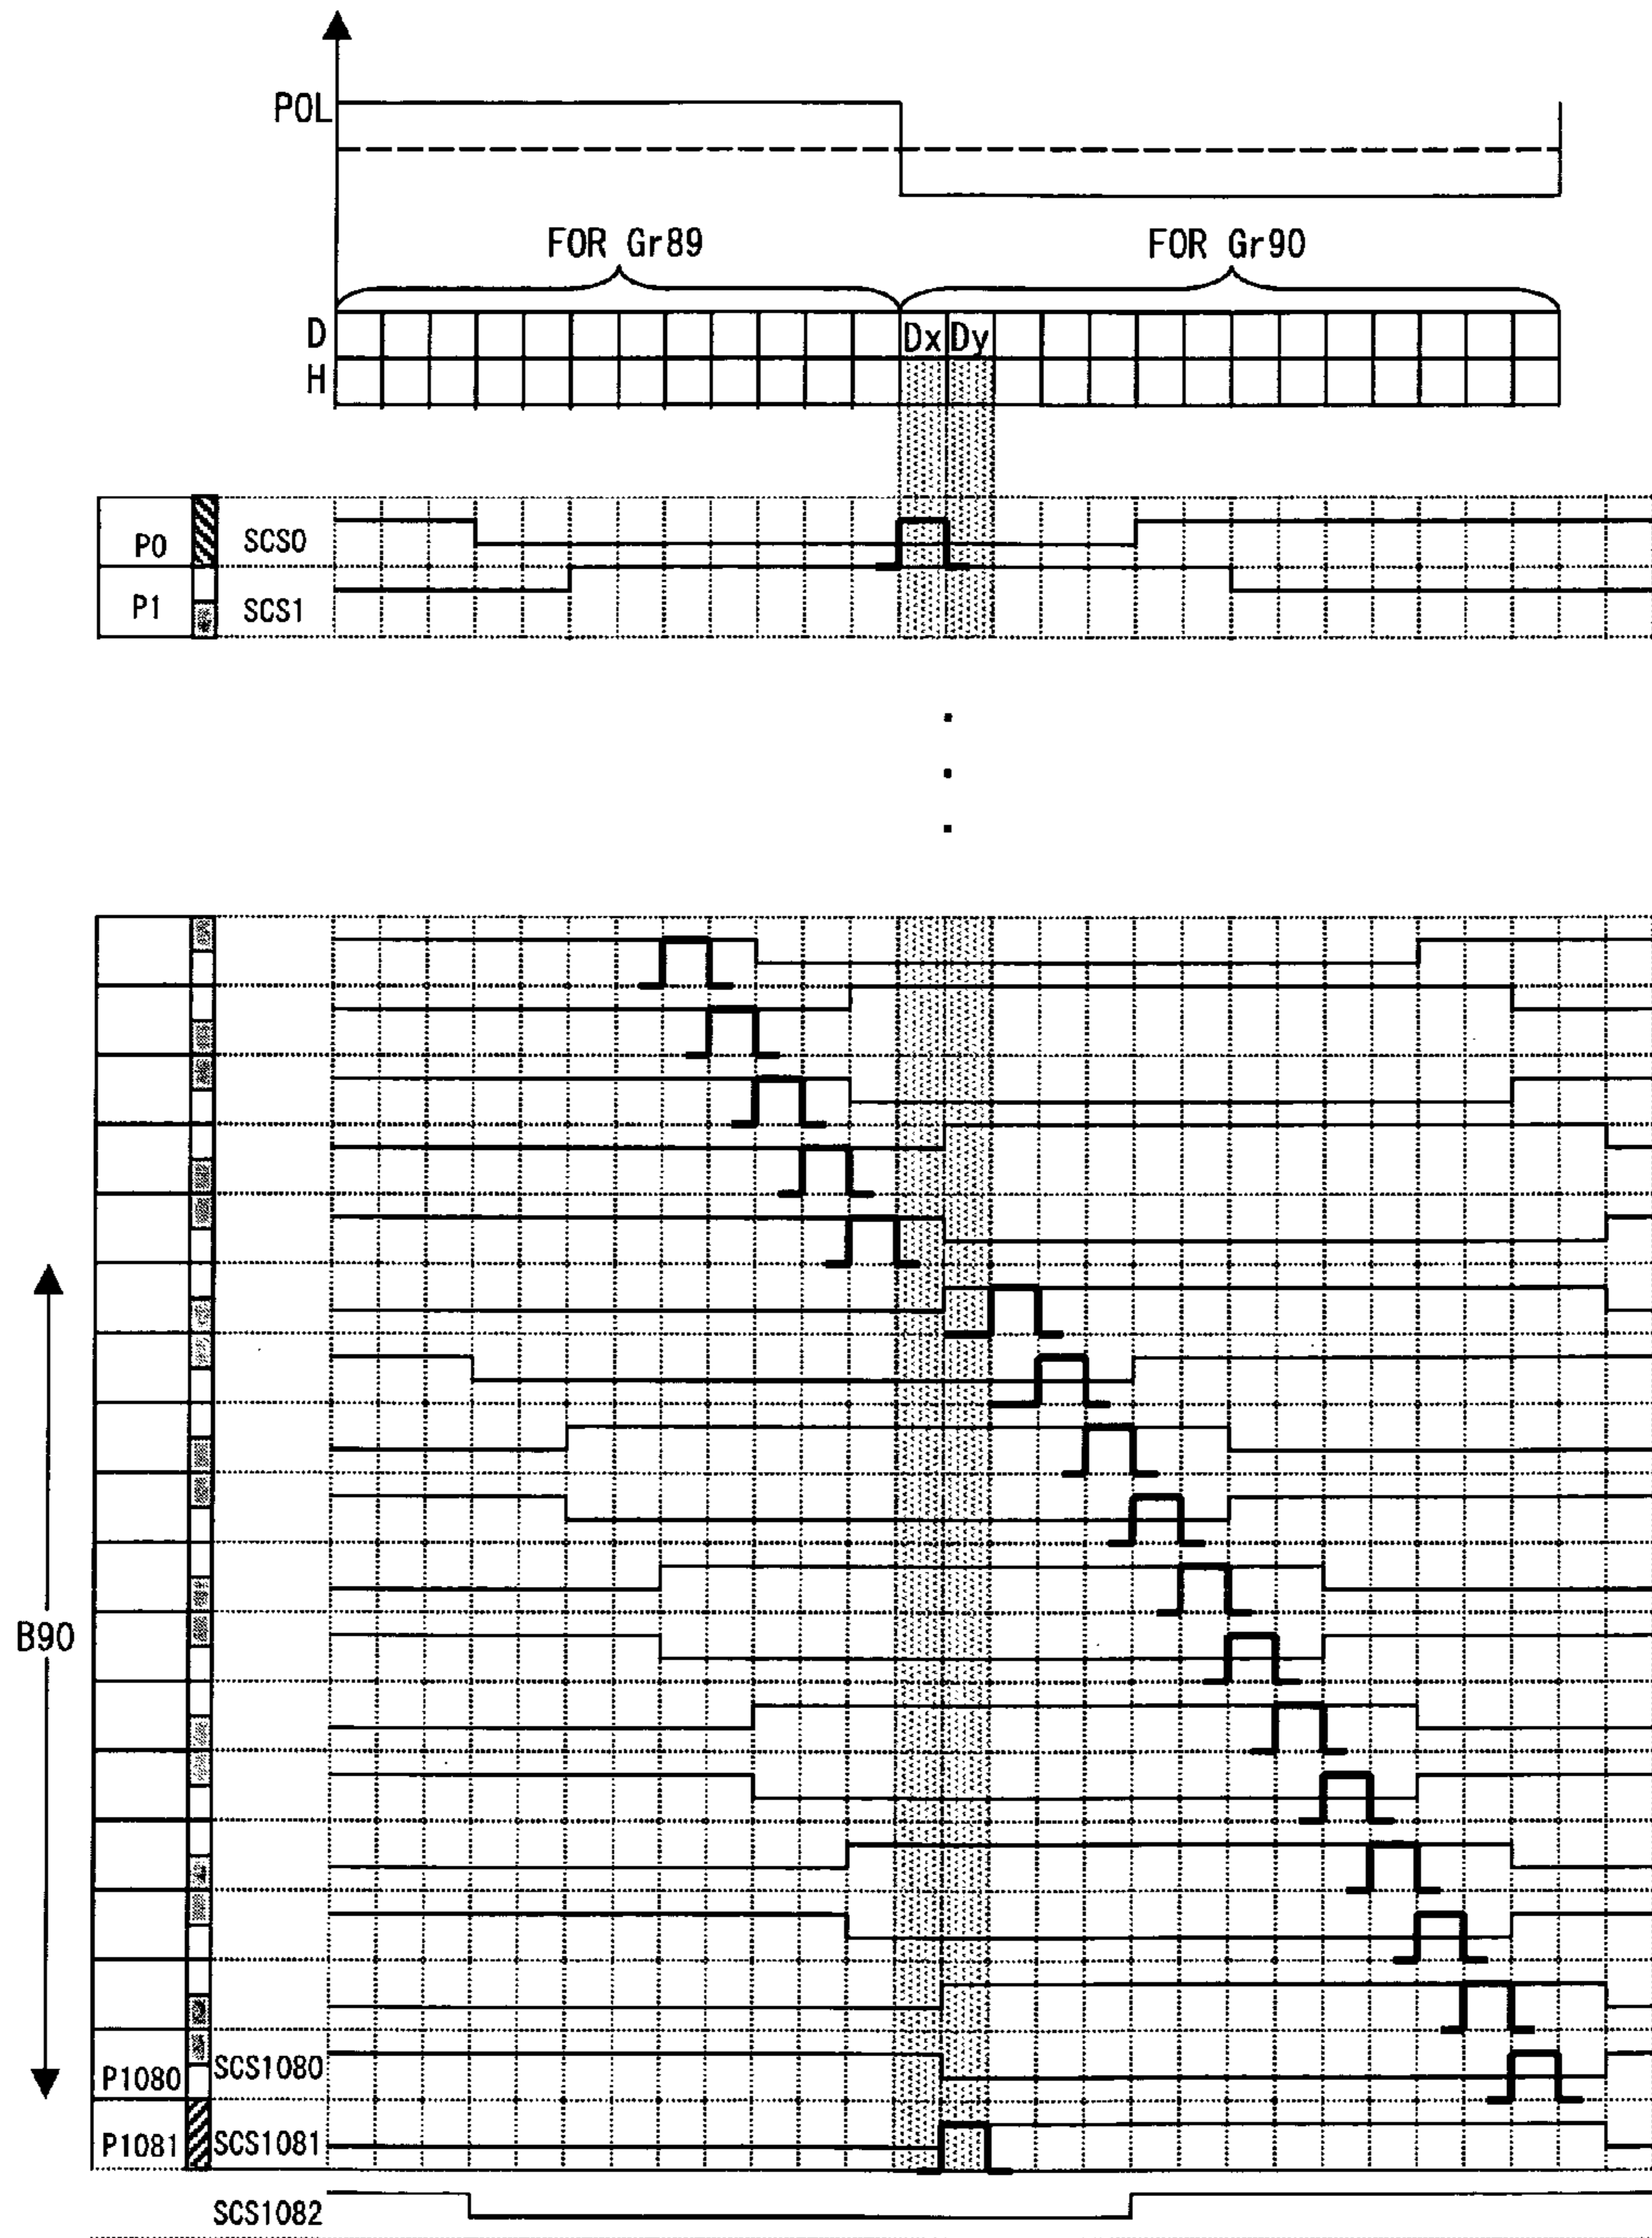 POL
FOR Gr89 FOR Gr90
D Dx Dy
H
P0 SCS0
P1 SCS1
B90
P1080 SCS1080
P1081 SCS1081
SCS1082